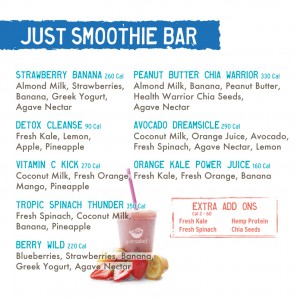 JUST SMOOTHIE BAR
STRAWBERRY BANANA 260 Cal
Almond Milk, Strawberries,
Banana, Greek Yogurt,
Agave Nectar
DETOX CLEANSE 90 Cal
Fresh Kale, Lemon,
Apple, Pineapple
VITAMIN C KICK 270 Cal
Coconut Milk, Fresh Orange,
Mango, Pineapple
TROPIC SPINACH THUNDER 350 Cal
Fresh Spinach, Coconut Milk,
Banana, Pineapple
BERRY WILD 220 Cal
Blueberries, Strawberries, Banana,
Greek Yogurt, Agave Nectar
PEANUT BUTTER CHIA WARRIOR 330 Cal
Almond Milk, Banana, Peanut Butter,
Health Warrior Chia Seeds,
Agave Nectar
AVOCADO DREAMSICLE 290 Cal
Coconut Milk, Orange Juice, Avocado,
Fresh Spinach, Agave Nectar, Lemon
ORANGE KALE POWER JUICE 160 Cal
Fresh Kale, Fresh Orange, Banana
EXTRA ADD ONS
(Cal 2 - 60)
Fresh Kale
Fresh Spinach
Hemp Protein
Chia Seeds